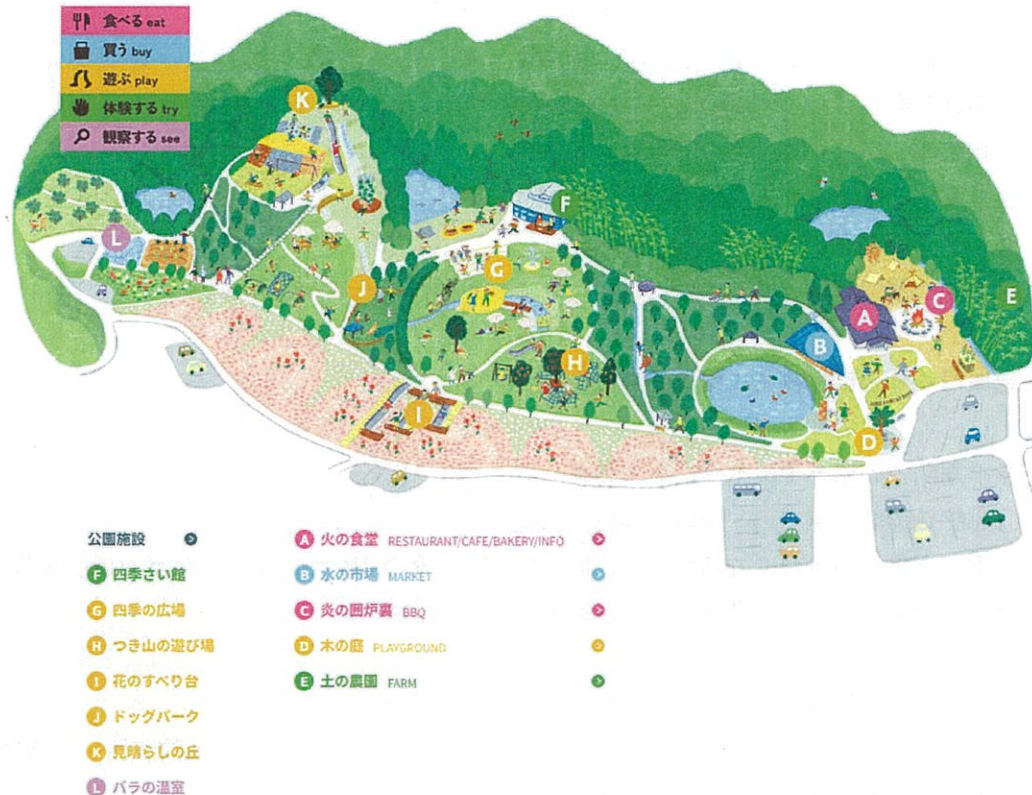 食べる eat
買う buy
遊ぶ play
体験する try
観察する see
K
F
L
G
J
E
C
A
B
H
I
D
公園施設
F 四季さい館
G 四季の広場
H つき山の遊び場
I 花のすべり台
J ドッグパーク
K 見晴らしの丘
L バラの温室
A 火の食堂 RESTAURANT/CAFE/BAKERY/INFO
B 水の市場 MARKET
C 炎の囲炉裏 BBQ
D 木の庭 PLAYGROUND
E 土の農園 FARM